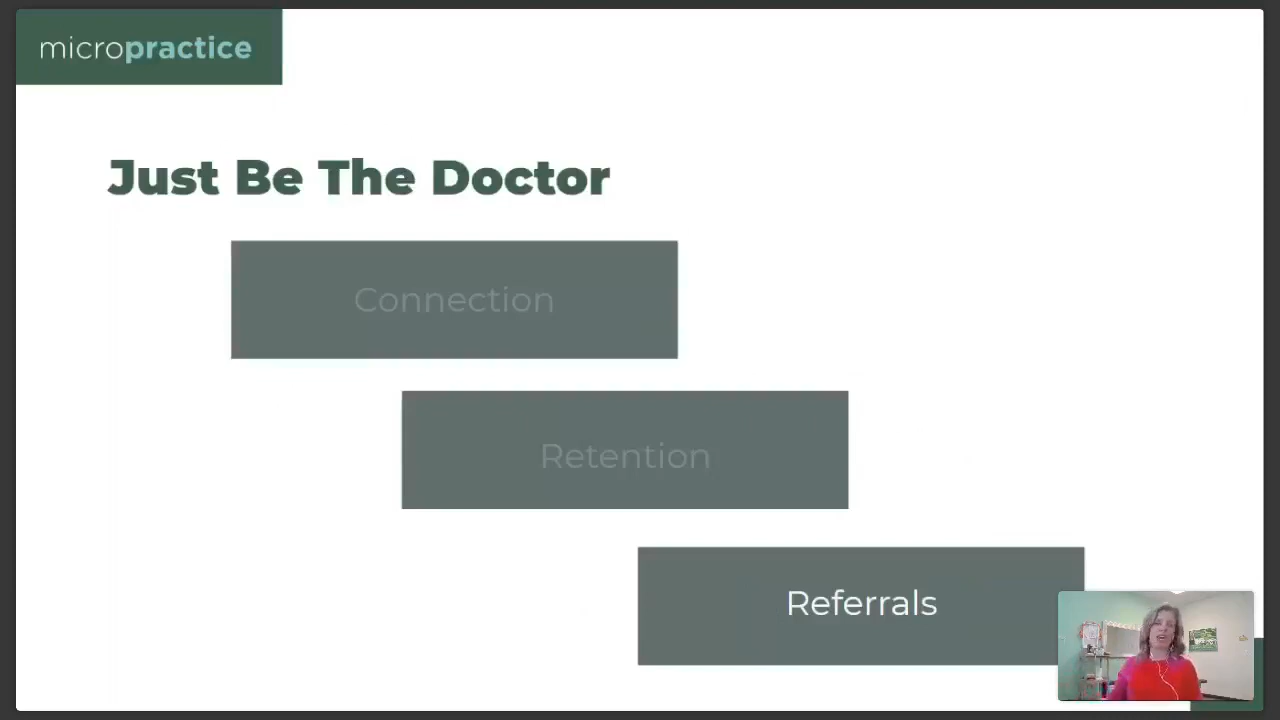 micropractice
Just Be The Doctor
Connection
Retention
Referrals